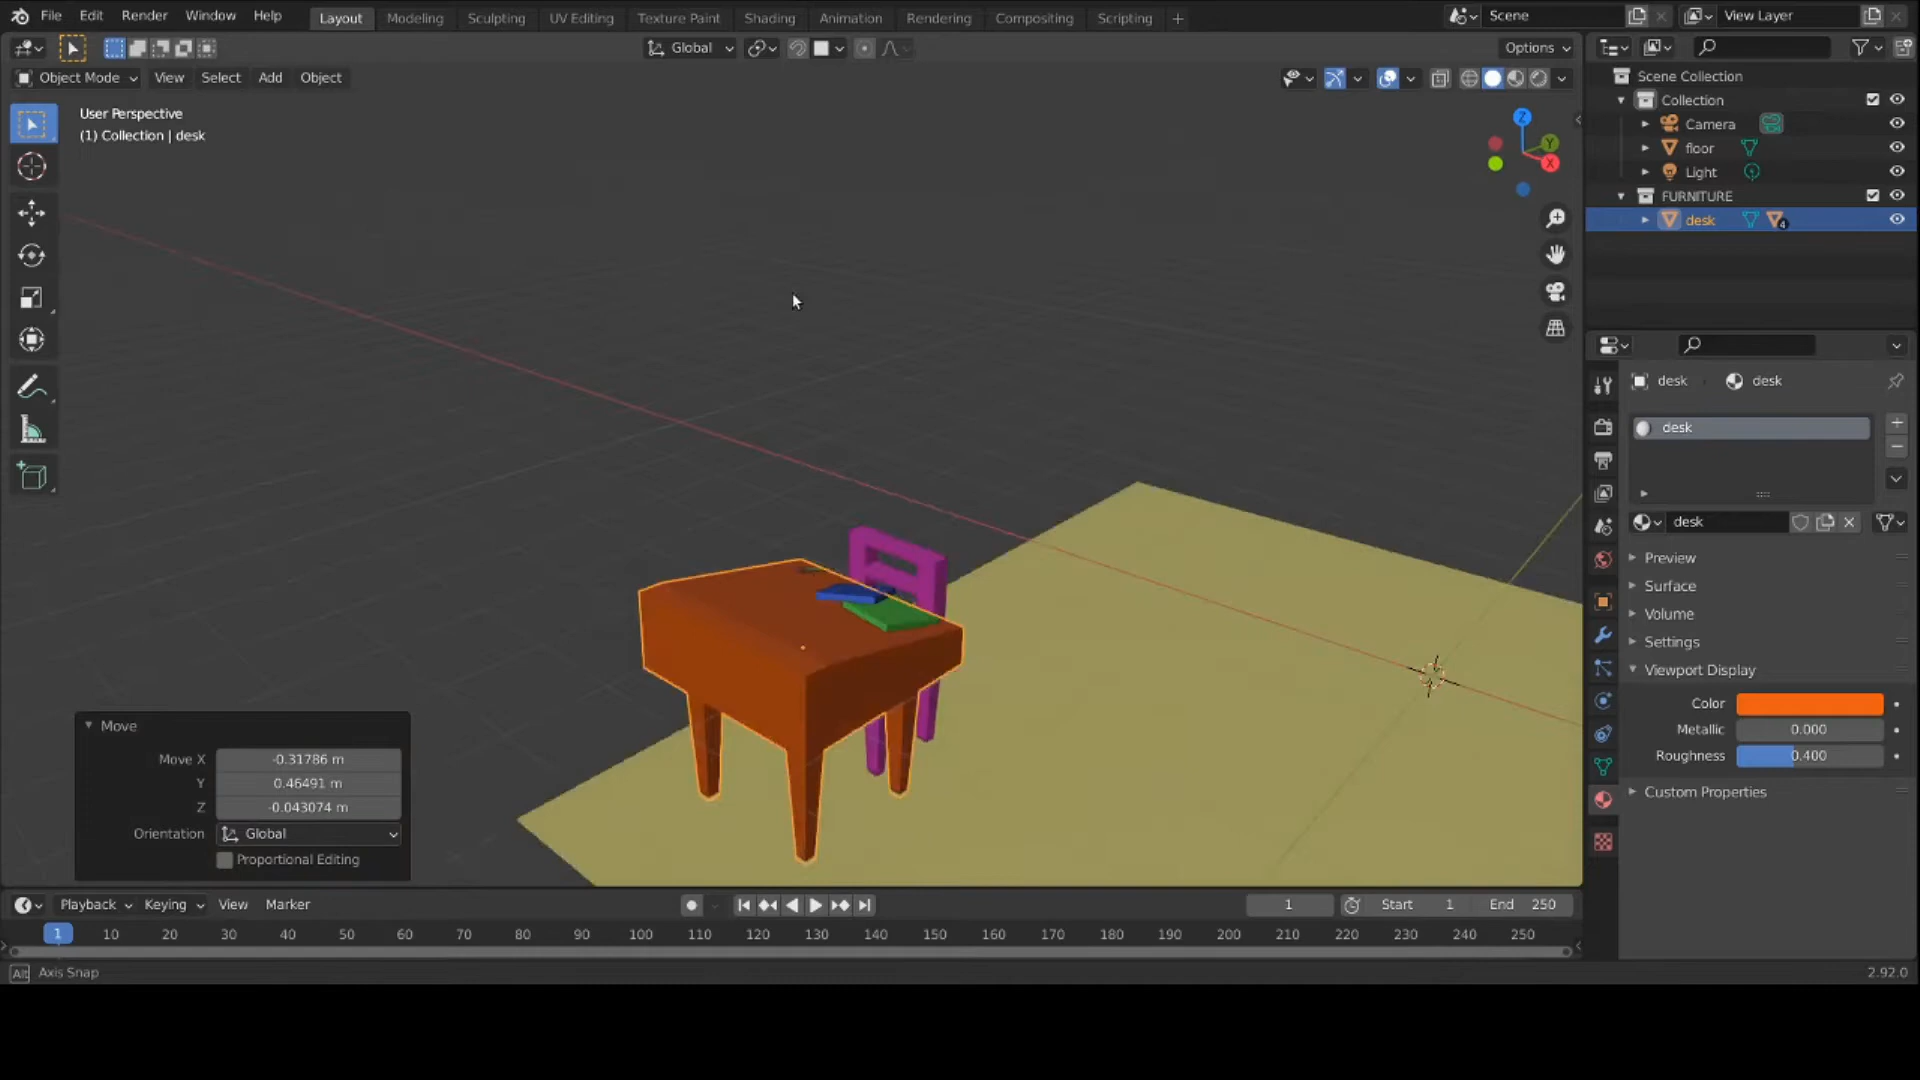 File Edit Render Window Help Layout Modeling Sculpting UV Editing Texture Paint Shading Animation Rendering Compositing Scripting + Scene View Layer
Global Options
Object Mode View Select Add Object
User Perspective
(1) Collection | desk
Z
Y
X
Scene Collection
Collection
Camera
floor
Light
FURNITURE
desk 4
desk desk
desk
desk
Preview
Surface
Volume
Settings
Viewport Display
Color
Metallic 0.000
Roughness 0.400
Custom Properties
Move
Move X -0.31786 m
Y 0.46491 m
Z -0.043074 m
Orientation Global
Proportional Editing
Playback Keying View Marker 1 Start 1 End 250
1 10 20 30 40 50 60 70 80 90 100 110 120 130 140 150 160 170 180 190 200 210 220 230 240 250
Alt Axis Snap 2.92.0